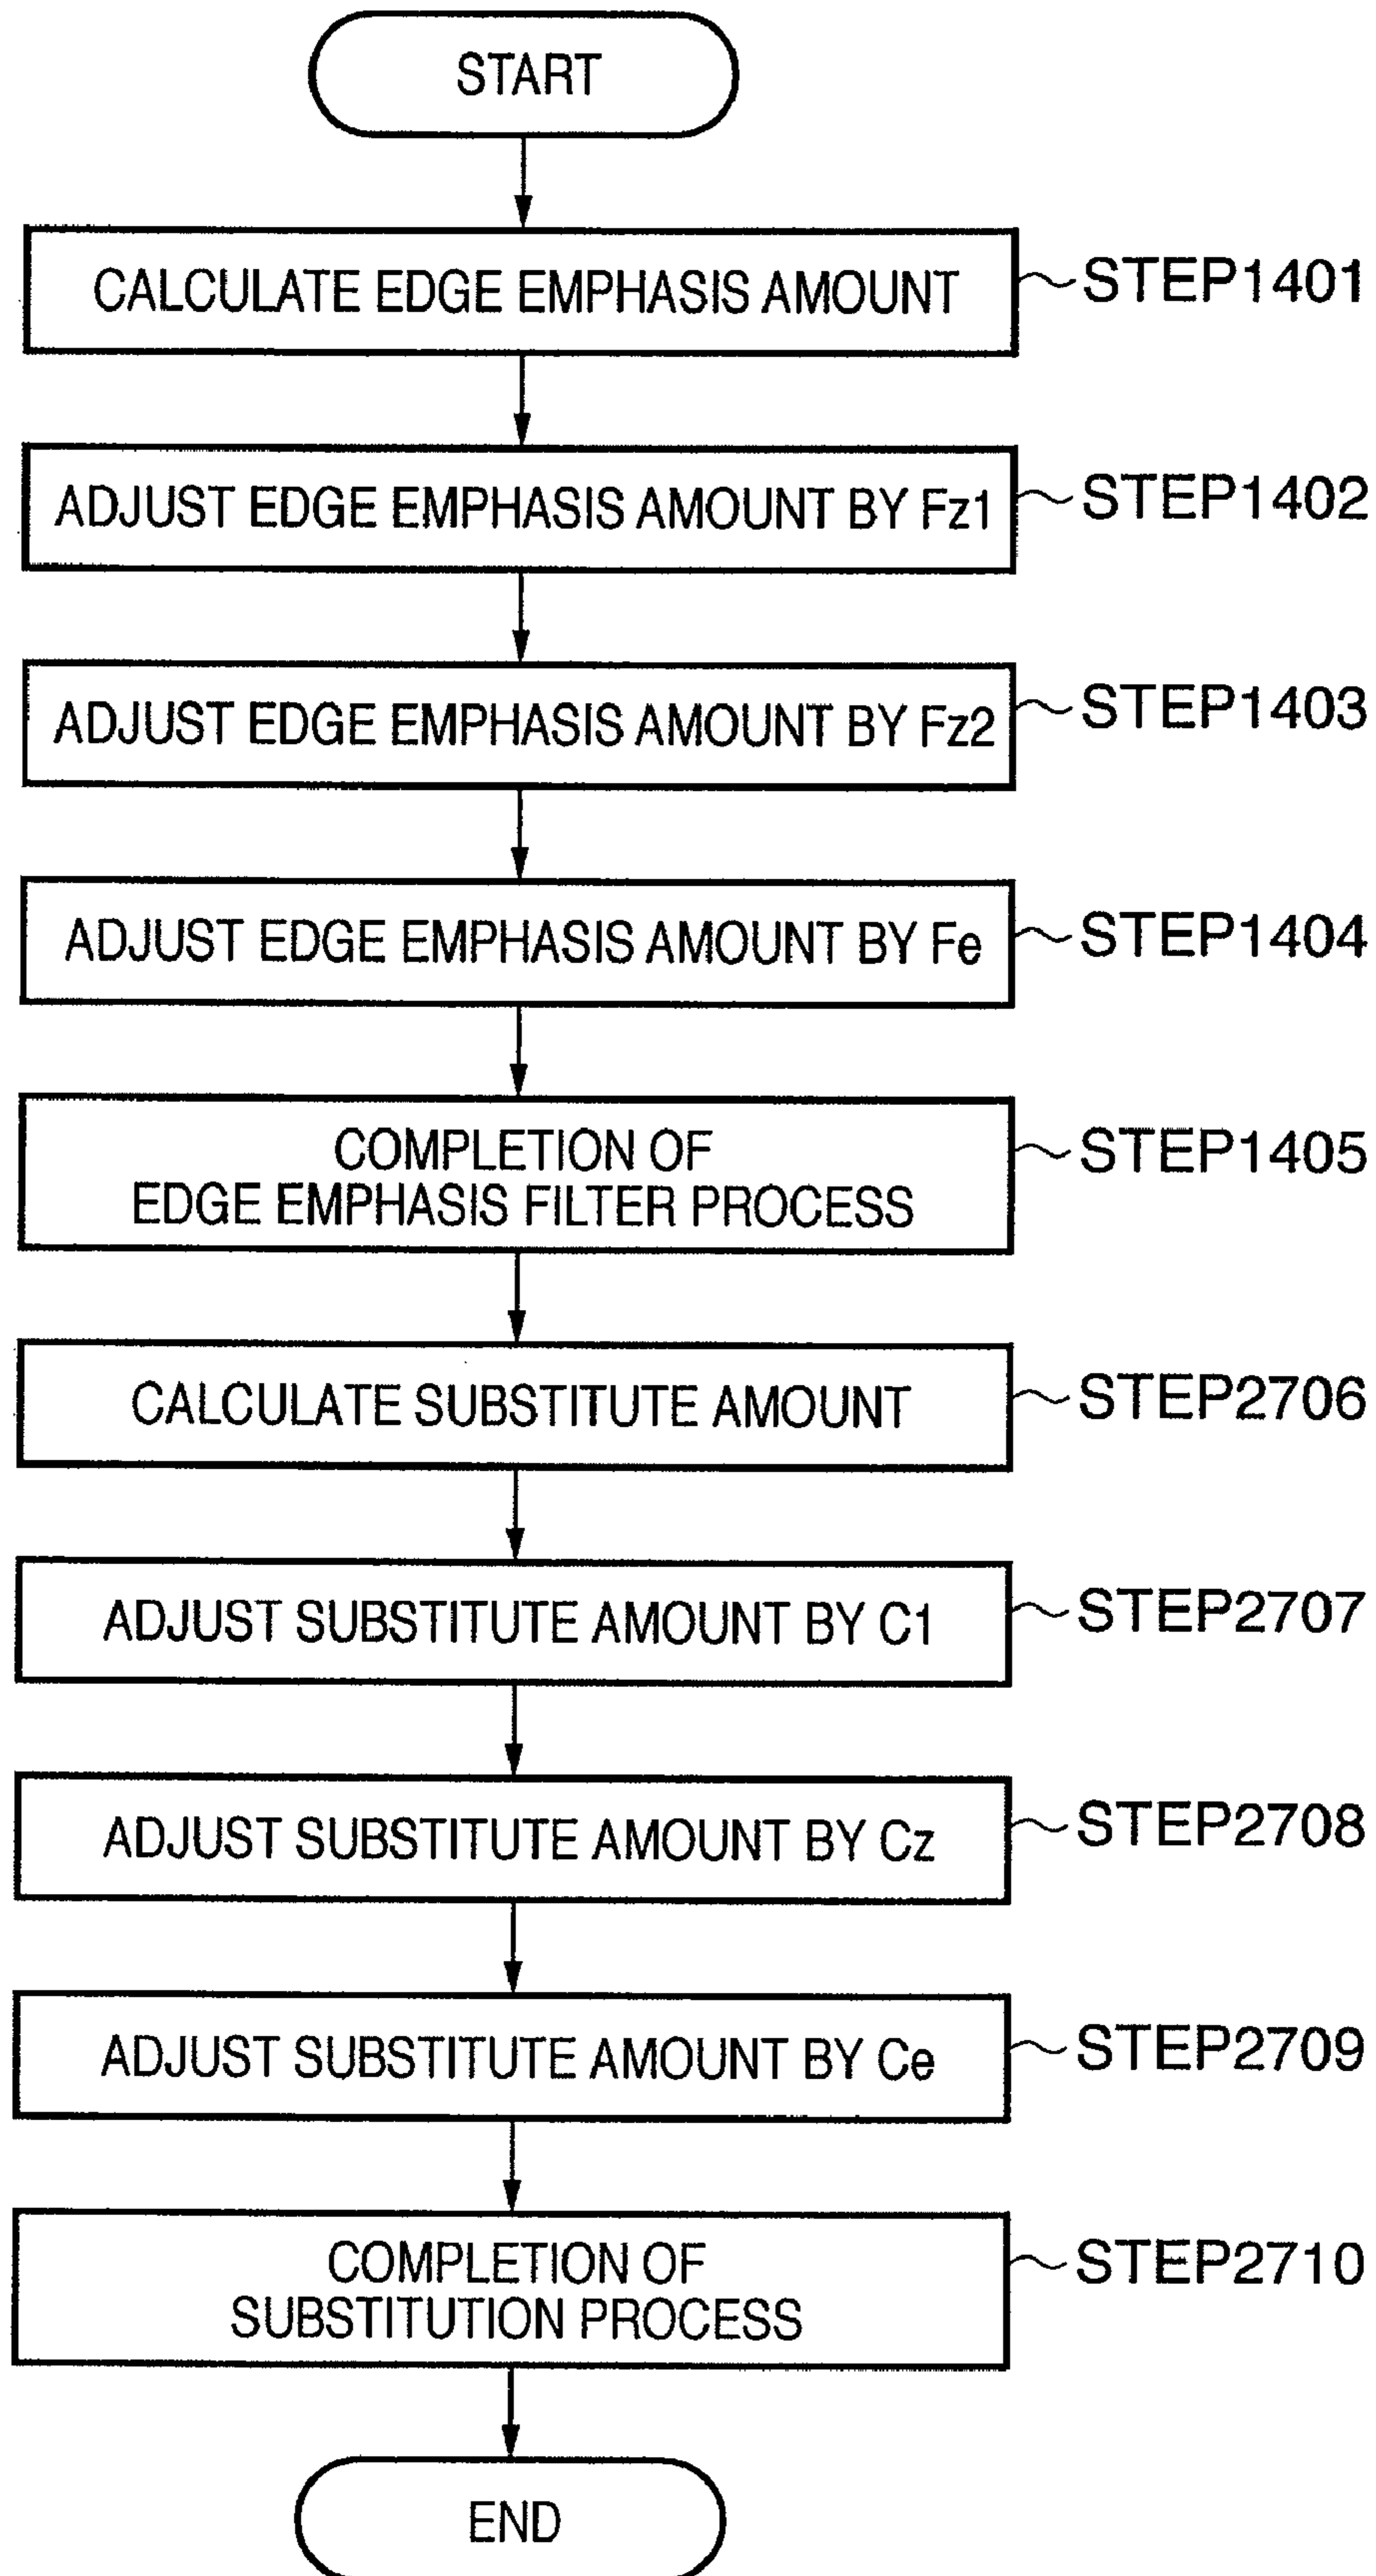 START
CALCULATE EDGE EMPHASIS AMOUNT
STEP1401
ADJUST EDGE EMPHASIS AMOUNT BY Fz1
STEP1402
ADJUST EDGE EMPHASIS AMOUNT BY Fz2
STEP1403
ADJUST EDGE EMPHASIS AMOUNT BY Fe
STEP1404
COMPLETION OF
EDGE EMPHASIS FILTER PROCESS
STEP1405
CALCULATE SUBSTITUTE AMOUNT
STEP2706
ADJUST SUBSTITUTE AMOUNT BY C1
STEP2707
ADJUST SUBSTITUTE AMOUNT BY Cz
STEP2708
ADJUST SUBSTITUTE AMOUNT BY Ce
STEP2709
COMPLETION OF
SUBSTITUTION PROCESS
STEP2710
END